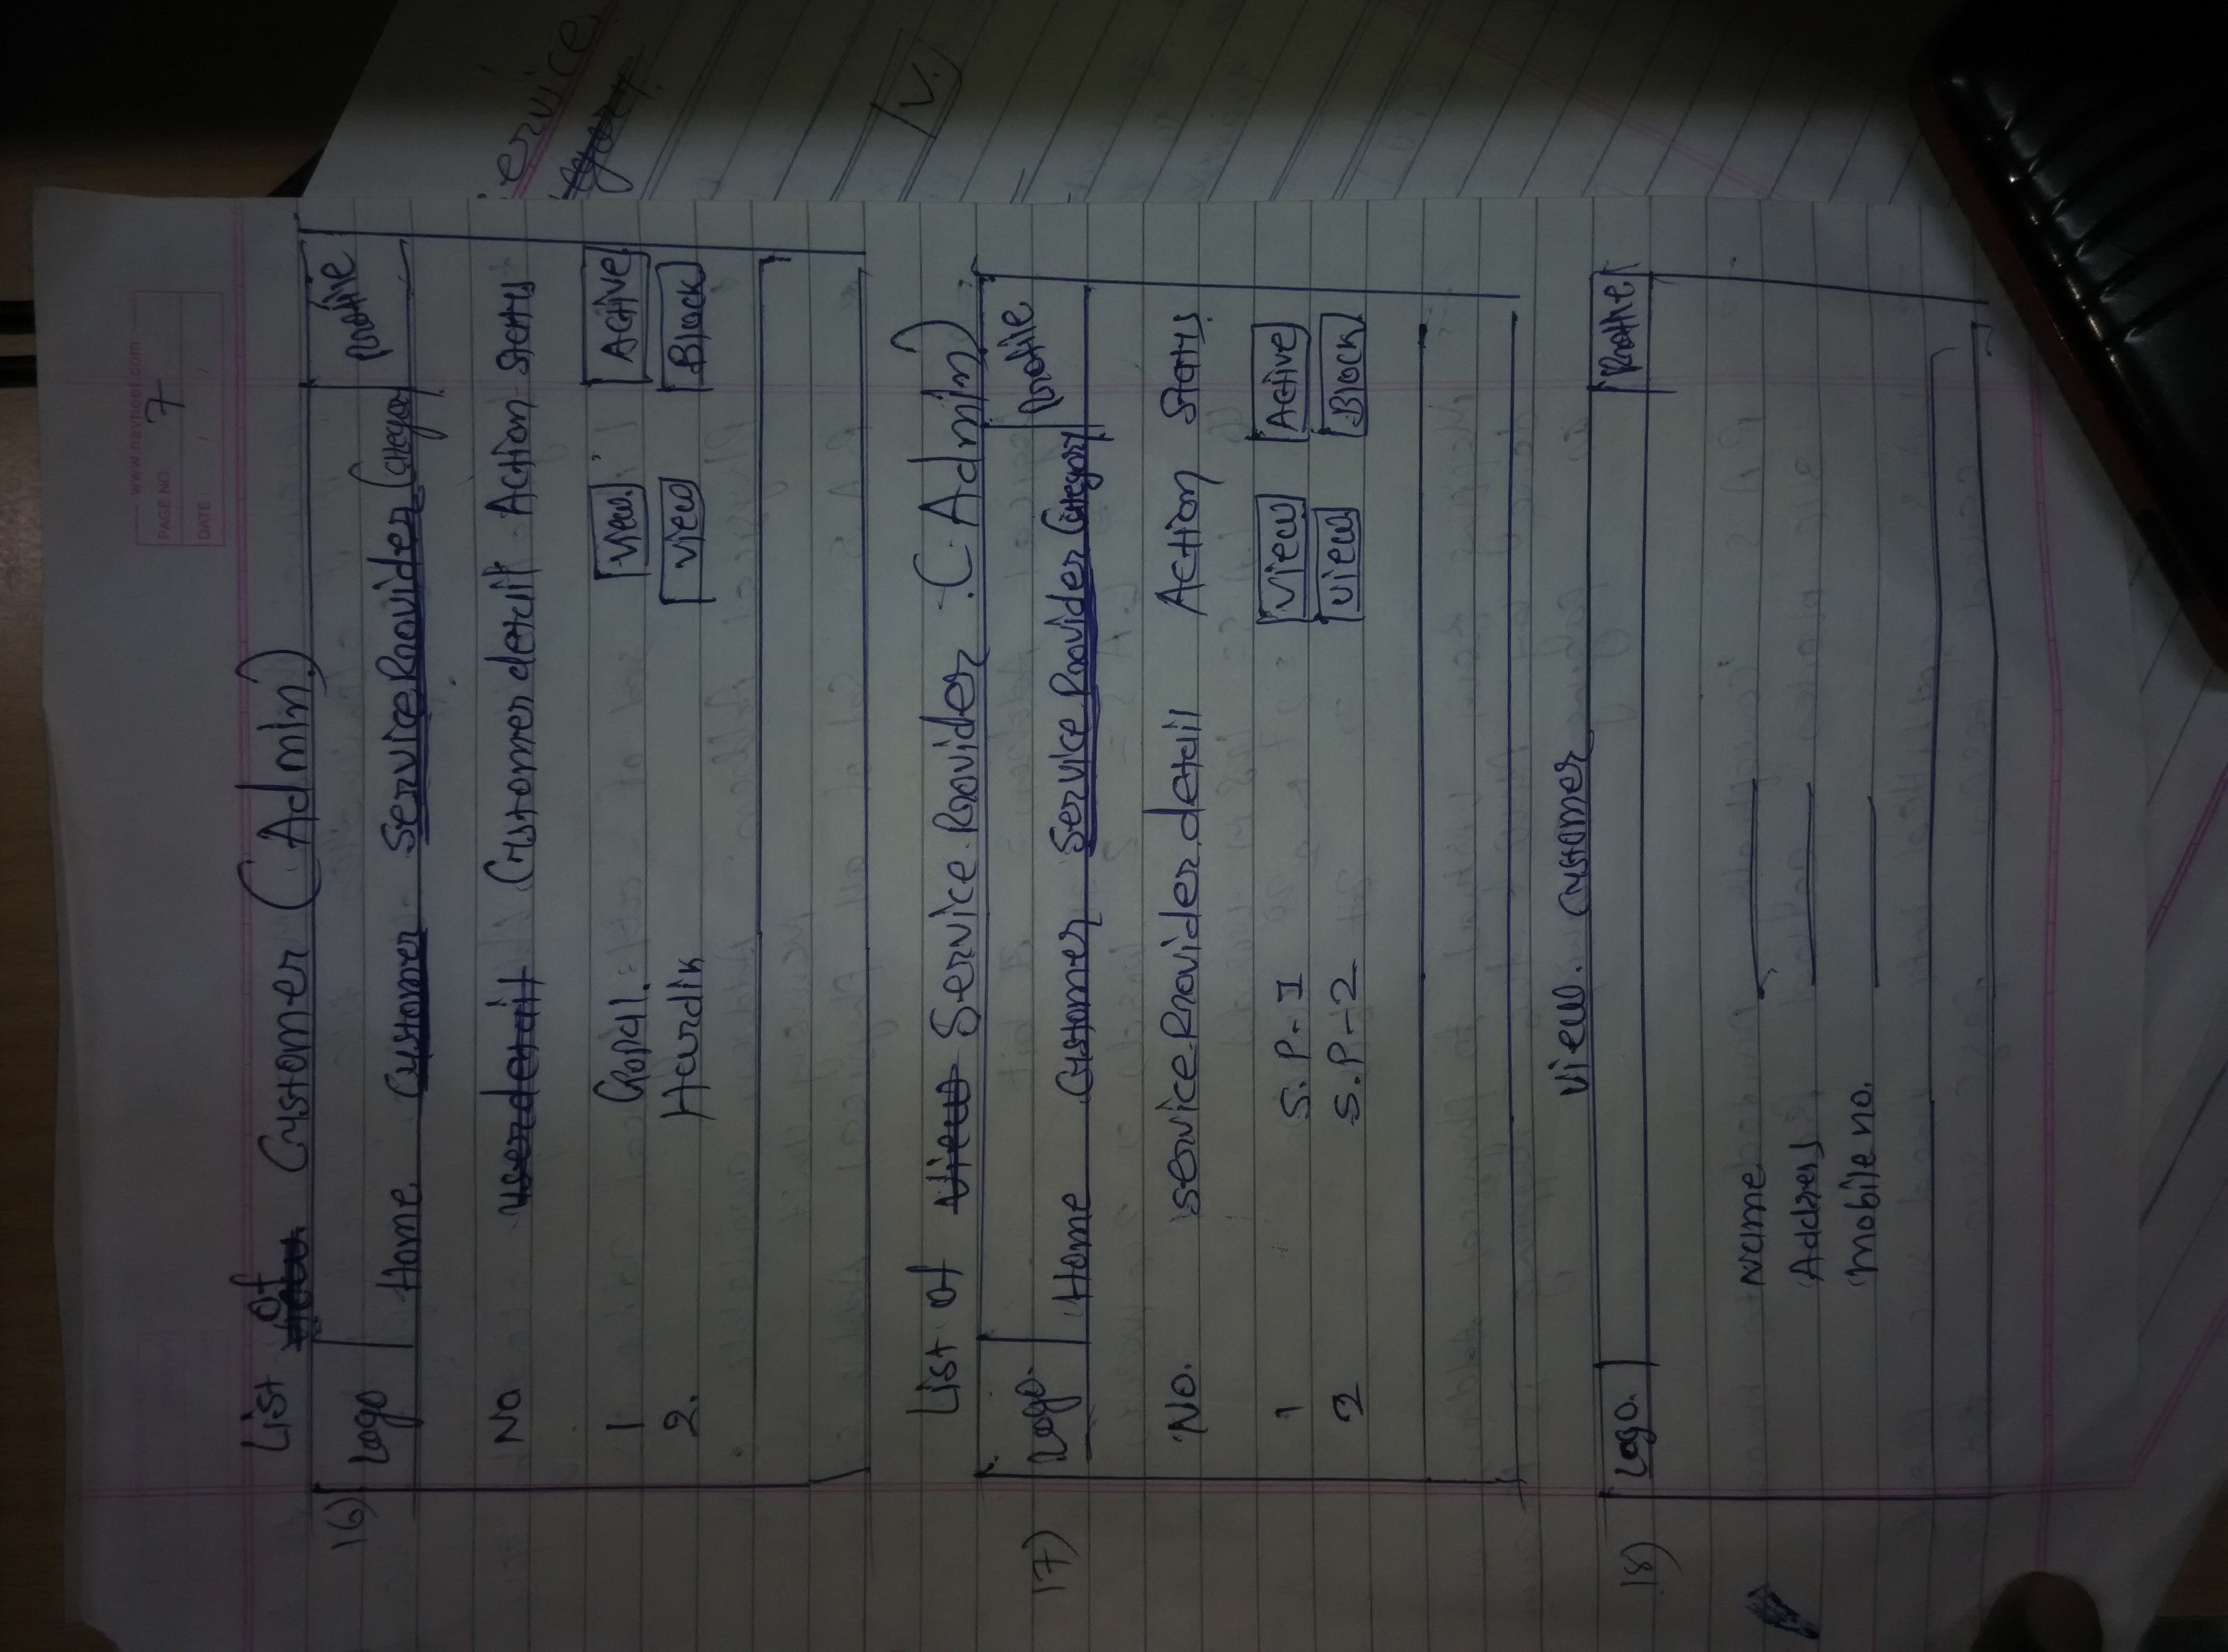 www.navneet.com
PAGE NO. 7
DATE :
List of Customer (Admin)
16)
Logo
Profile
Home Customer Service Provider Category
No userdetail Customer detail Action Status
1 Gopal. View Active
2. Hardik View Block
List of View Service Provider (Admin)
17)
Logo.
Profile
Home Customer Service Provider Category
No. Service Provider detail Action Status
1 S.P-1 View Active
2 S.P-2 View Block
View Customer
18)
Logo.
Profile
Name
Address
Mobile no.
ervice.